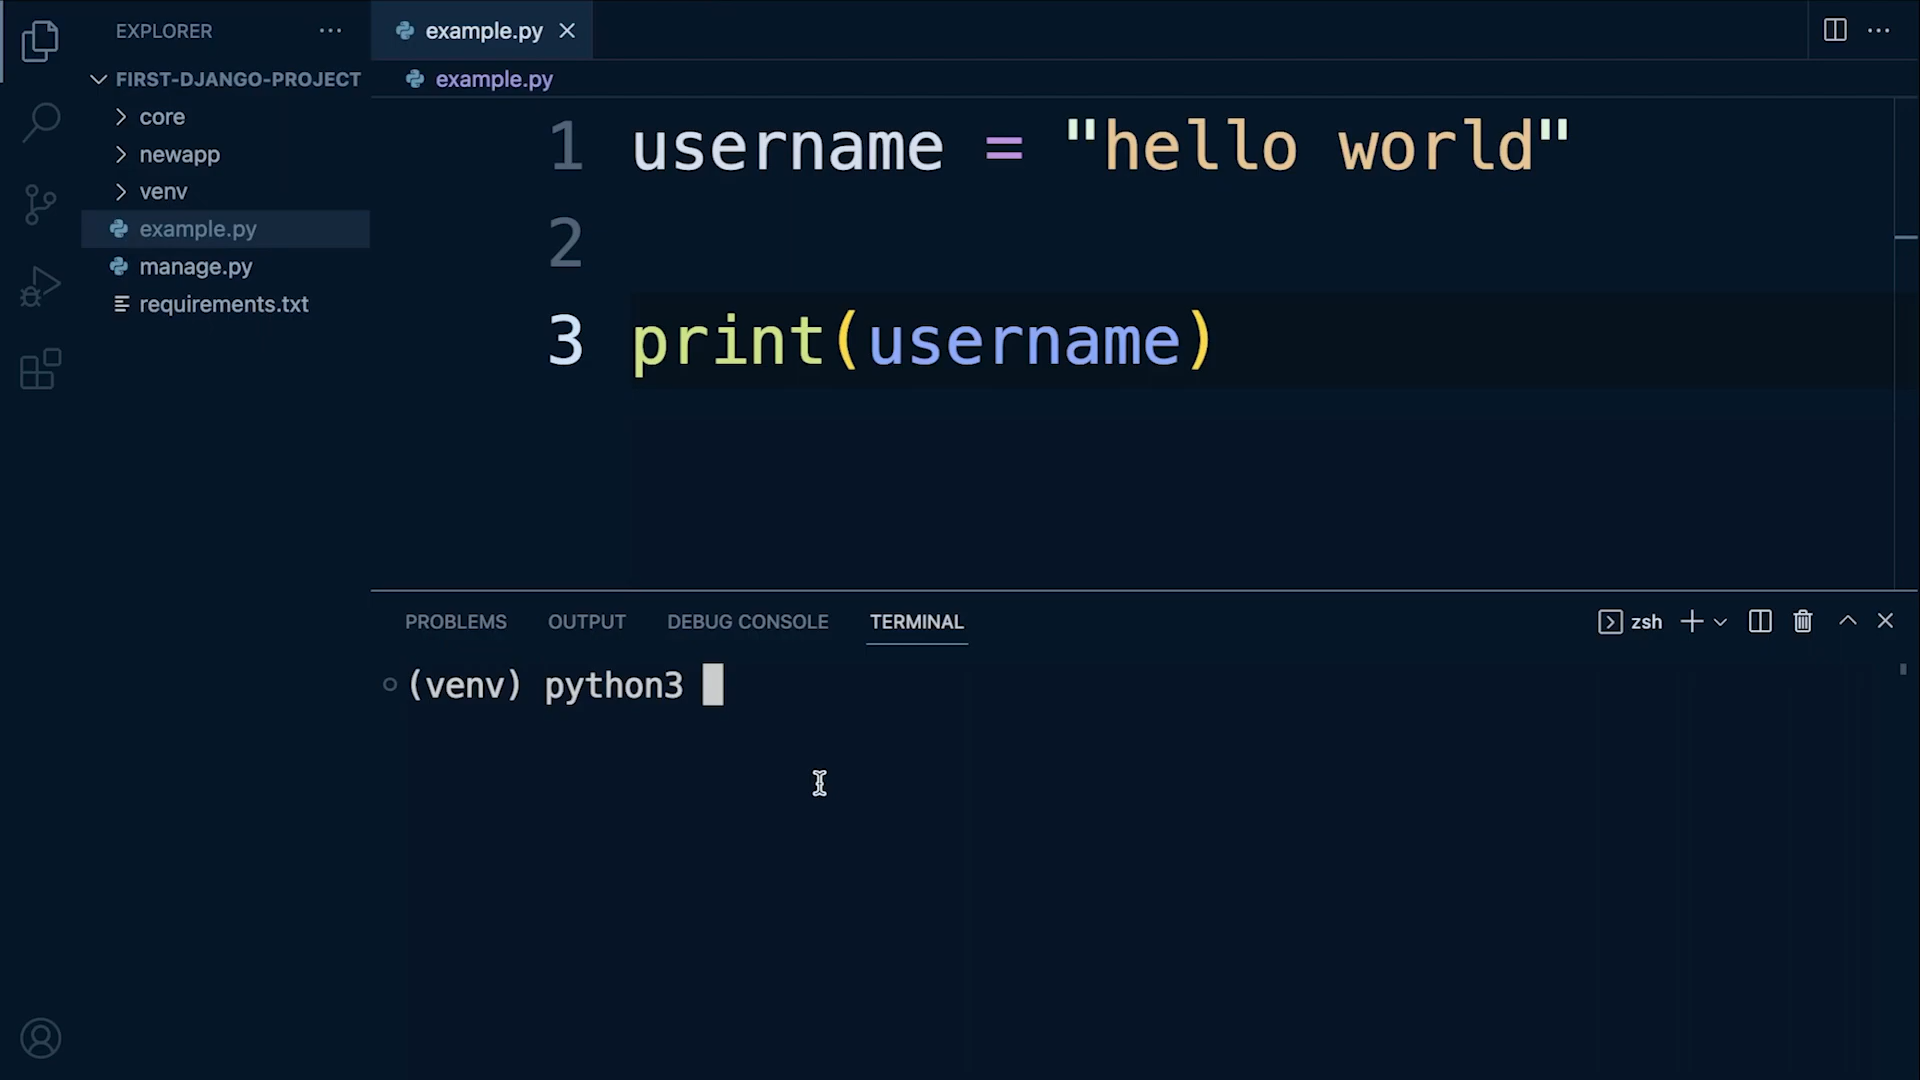 EXPLORER
FIRST-DJANGO-PROJECT
core
newapp
venv
example.py
manage.py
requirements.txt
example.py
example.py
1 username = "hello world"
2
3 print(username)
PROBLEMS OUTPUT DEBUG CONSOLE TERMINAL zsh
(venv) python3